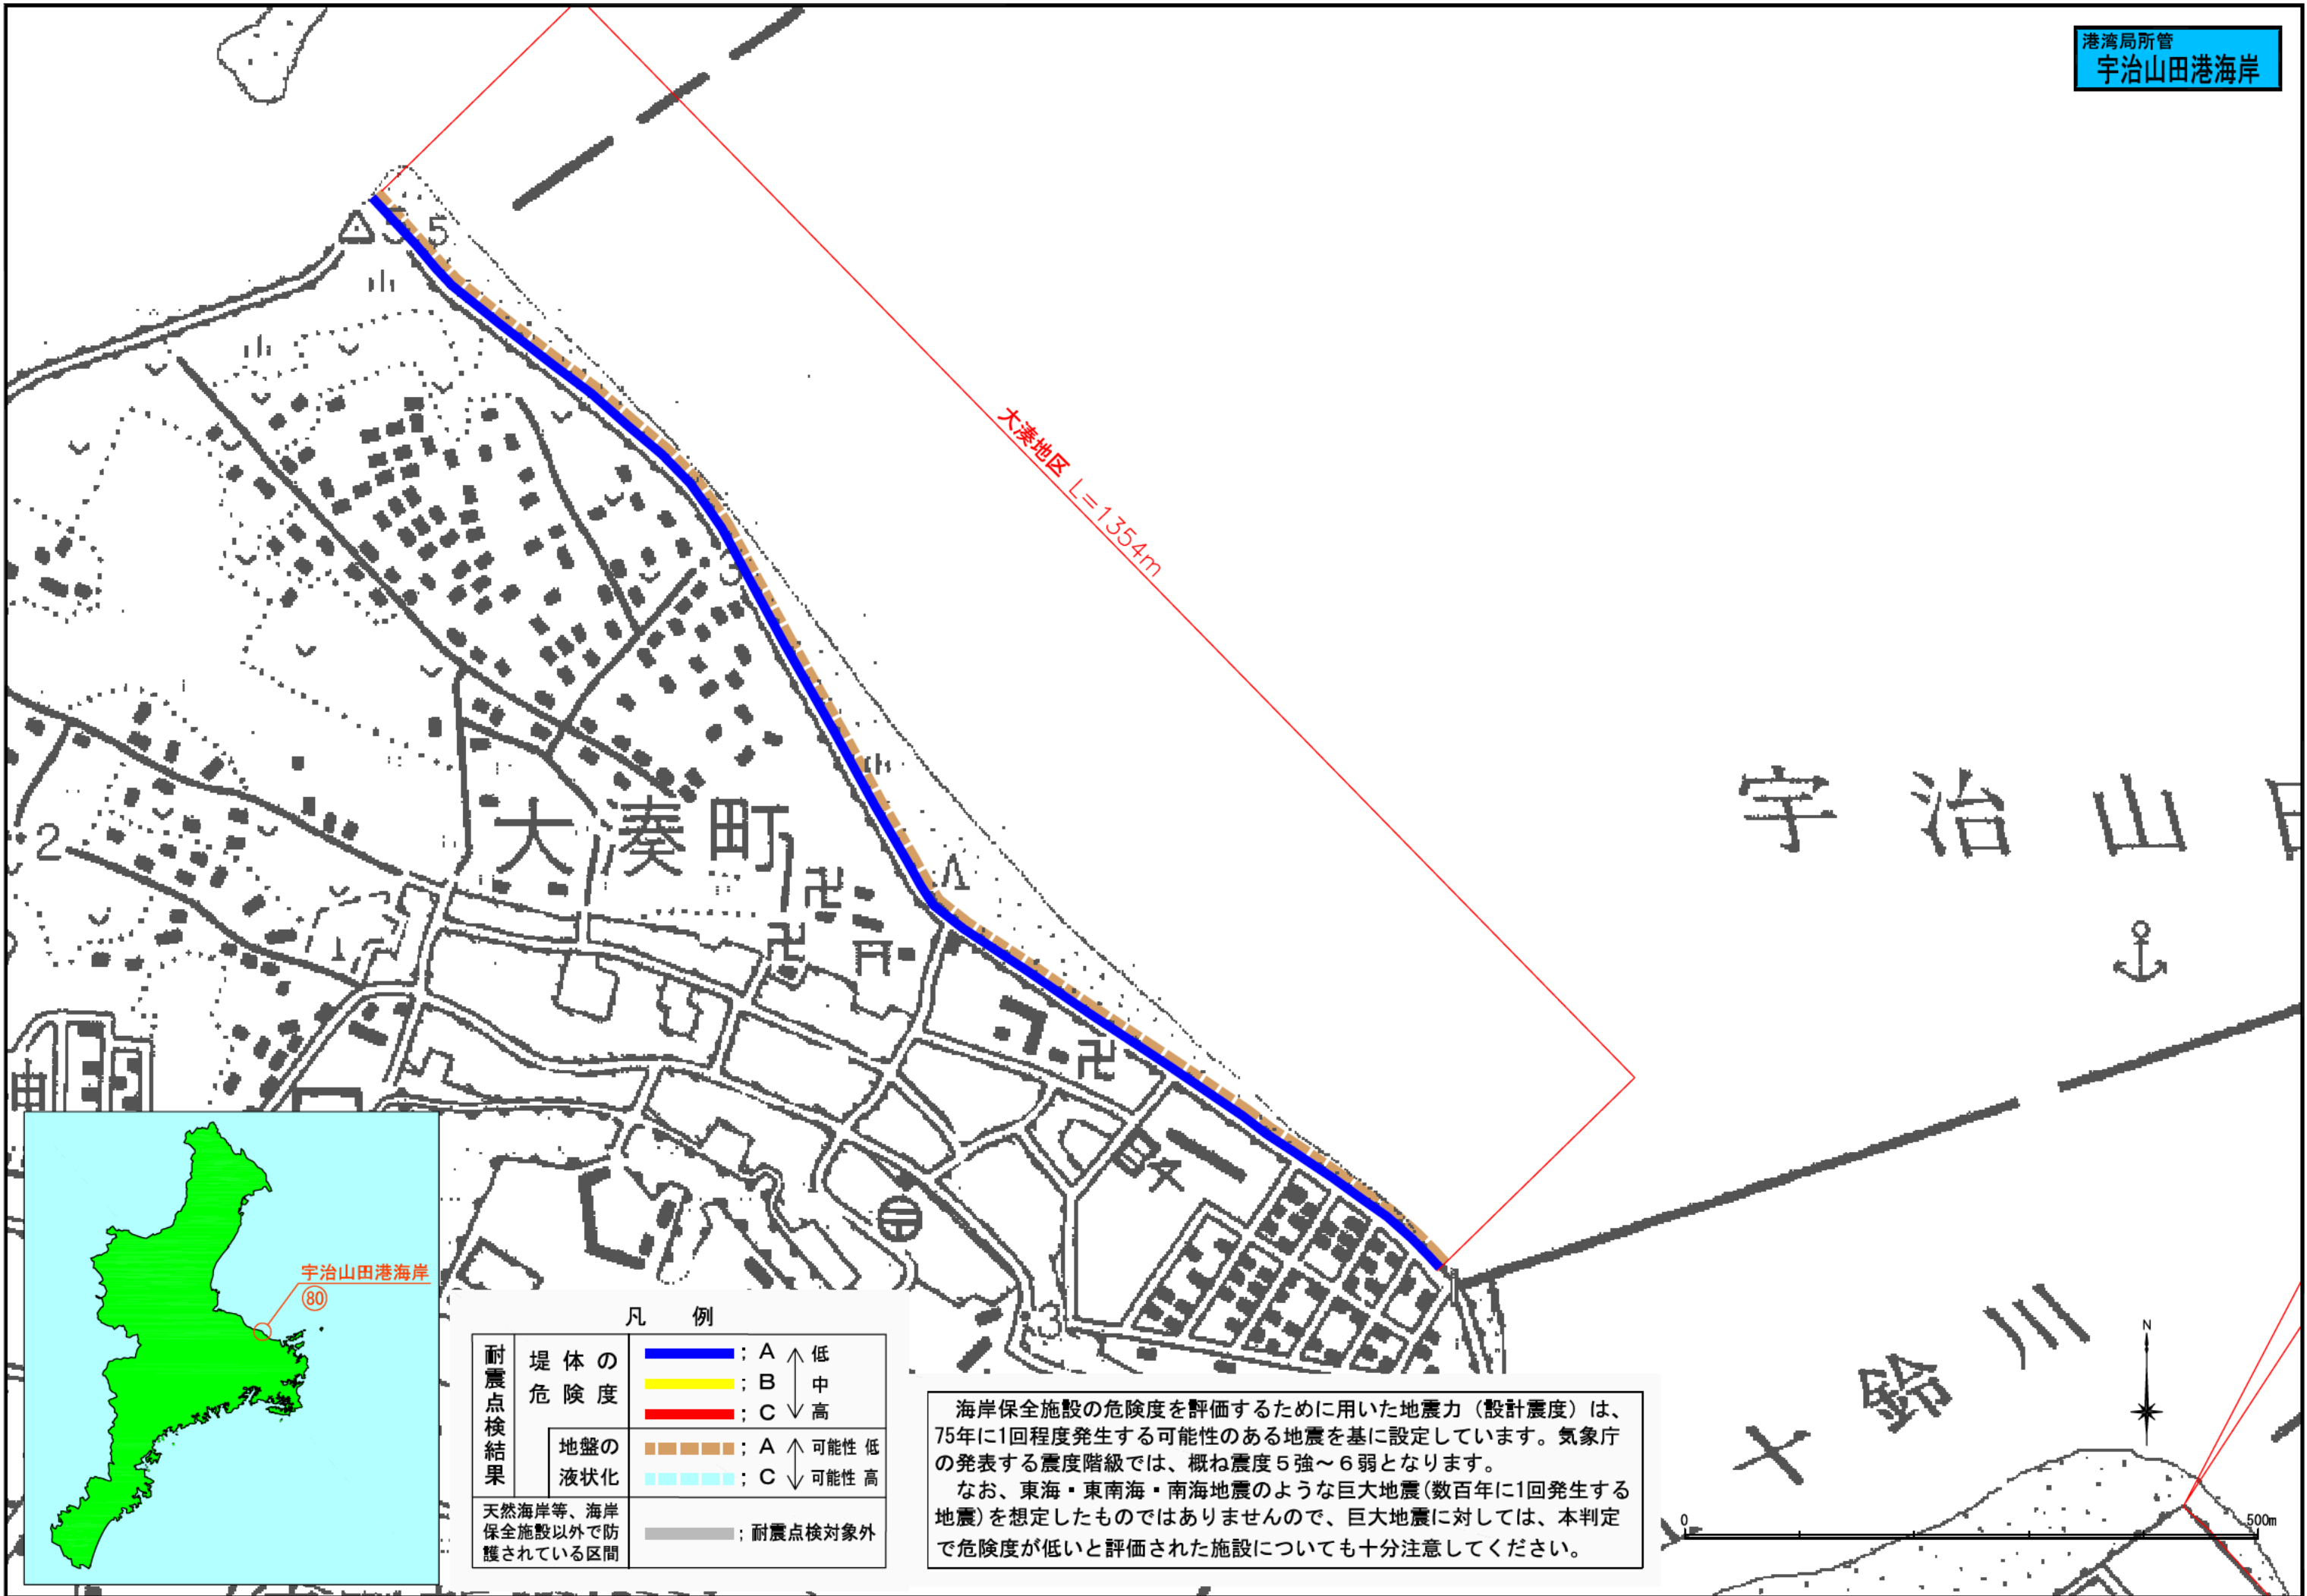 港湾局所管
宇治山田港海岸
5 5
大湊地区 L=1354m
3
宇治山
2
大湊町
宇治山田港海岸
80
3
鈴川
N
0 500m
凡 例
耐震点検結果
堤体の危険度
; A 低
; B 中
; C 高
地盤の液状化
; A 可能性 低
; C 可能性 高
天然海岸等、海岸
保全施設以外で防
護されている区間
; 耐震点検対象外
海岸保全施設の危険度を評価するために用いた地震力（設計震度）は、
75年に1回程度発生する可能性のある地震を基に設定しています。気象庁
の発表する震度階級では、概ね震度５強～６弱となります。
なお、東海・東南海・南海地震のような巨大地震(数百年に1回発生する
地震)を想定したものではありませんので、巨大地震に対しては、本判定
で危険度が低いと評価された施設についても十分注意してください。